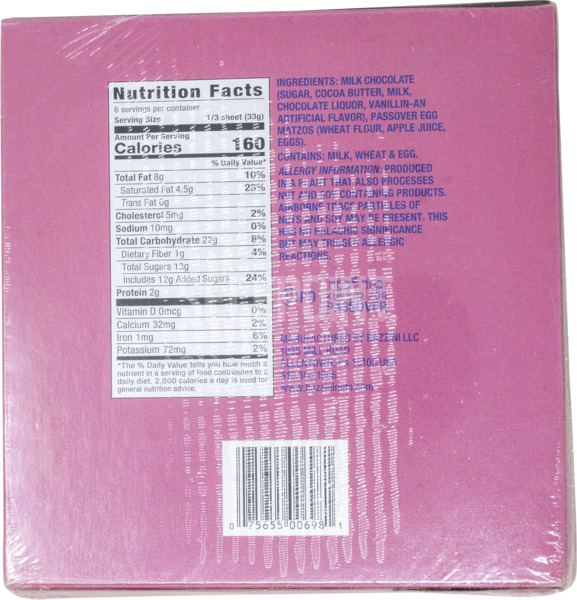 Nutrition Facts
6 servings per container
Serving Size 1/3 sheet (33g)
Amount Per Serving
Calories 160
% Daily Value*
Total Fat 8g 10%
Saturated Fat 4.5g 23%
Trans Fat 0g
Cholesterol 5mg 2%
Sodium 10mg 0%
Total Carbohydrate 22g 8%
Dietary Fiber 1g 4%
Total Sugars 13g
Includes 12g Added Sugars 24%
Protein 2g
Vitamin D 0mcg 0%
Calcium 32mg 2%
Iron 1mg 6%
Potassium 72mg 2%
*The % Daily Value tells you how much a
nutrient in a serving of food contributes to a
daily diet. 2,000 calories a day is used for
general nutrition advice.
INGREDIENTS: MILK CHOCOLATE
(SUGAR, COCOA BUTTER, MILK,
CHOCOLATE LIQUOR, VANILLIN-AN
ARTIFICIAL FLAVOR), PASSOVER EGG
MATZOS (WHEAT FLOUR, APPLE JUICE,
EGGS).
CONTAINS: MILK, WHEAT & EGG.
ALLERGY INFORMATION: PRODUCED
IN A PLANT THAT ALSO PROCESSES
NUT AND SOY CONTAINING PRODUCTS.
AIRBORNE TRACE PARTICLES OF
NUTS AND SOY MAY BE PRESENT. THIS
HAS NO HALACHIC SIGNIFICANCE
BUT MAY TRIGGER ALLERGIC
REACTIONS.
PASSOVER
MANUFACTURED BY BAZZINI LLC
0 75655 00698 1